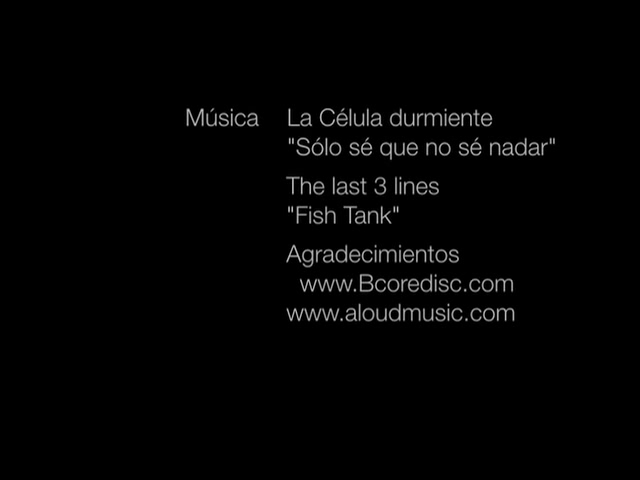 Música La Célula durmiente
"Sólo sé que no sé nadar"
The last 3 lines
"Fish Tank"
Agradecimientos
www.Bcoredisc.com
www.aloudmusic.com